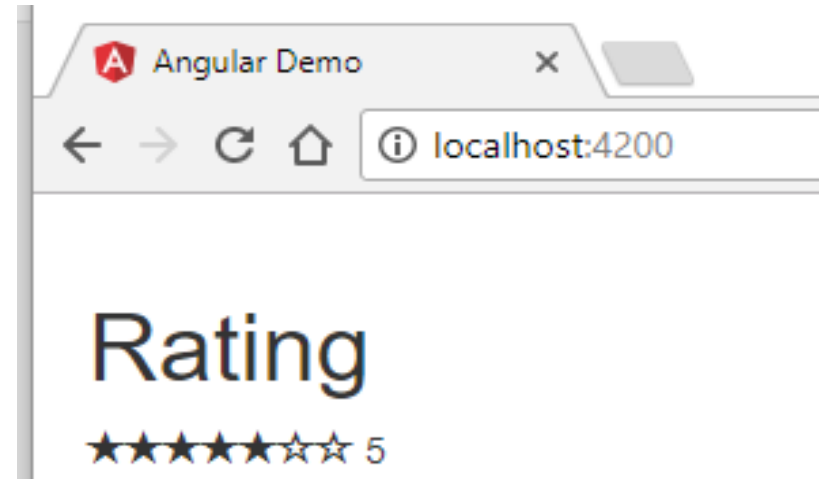 Angular Demo
localhost:4200
Rating
★★★★★☆☆ 5